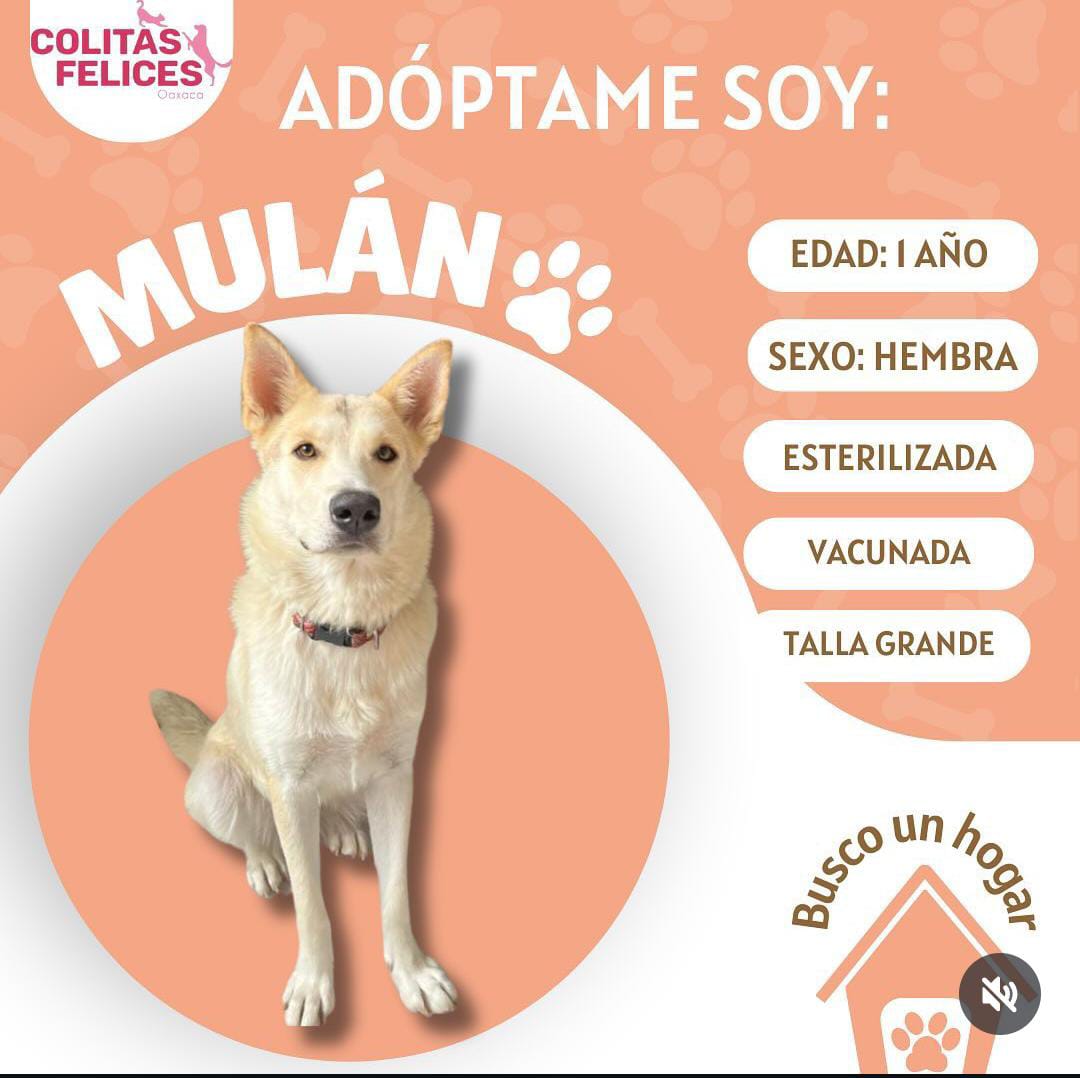 COLITAS
FELICES
Oaxaca
ADÓPTAME SOY:
MULÁN
EDAD: 1 AÑO
SEXO: HEMBRA
ESTERILIZADA
VACUNADA
TALLA GRANDE
Busco un hogar